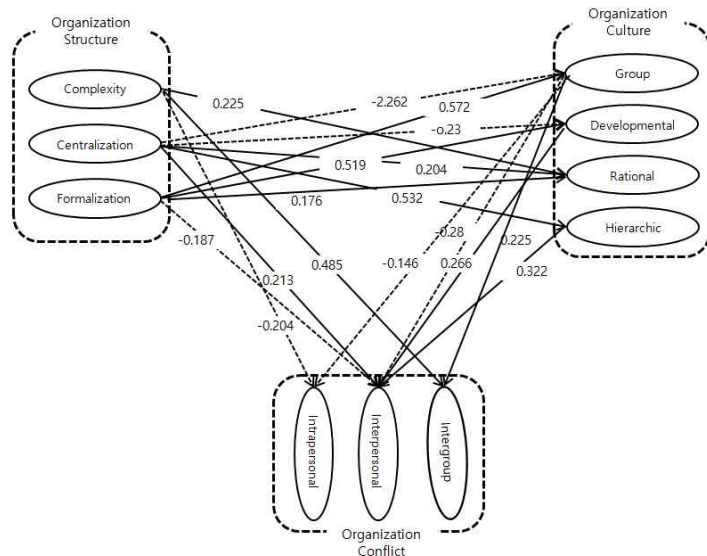 Organization
Structure
Organization
Culture
Complexity
Centralization
Formalization
Group
Developmental
Rational
Hierarchic
0.225
-2.262
0.572
-o.23
0.519
0.204
0.176
0.532
-0.187
-0.28
0.225
-0.146
0.266
0.322
0.485
0.213
-0.204
Intrapersonal
Interpersonal
Intergroup
Organization
Conflict